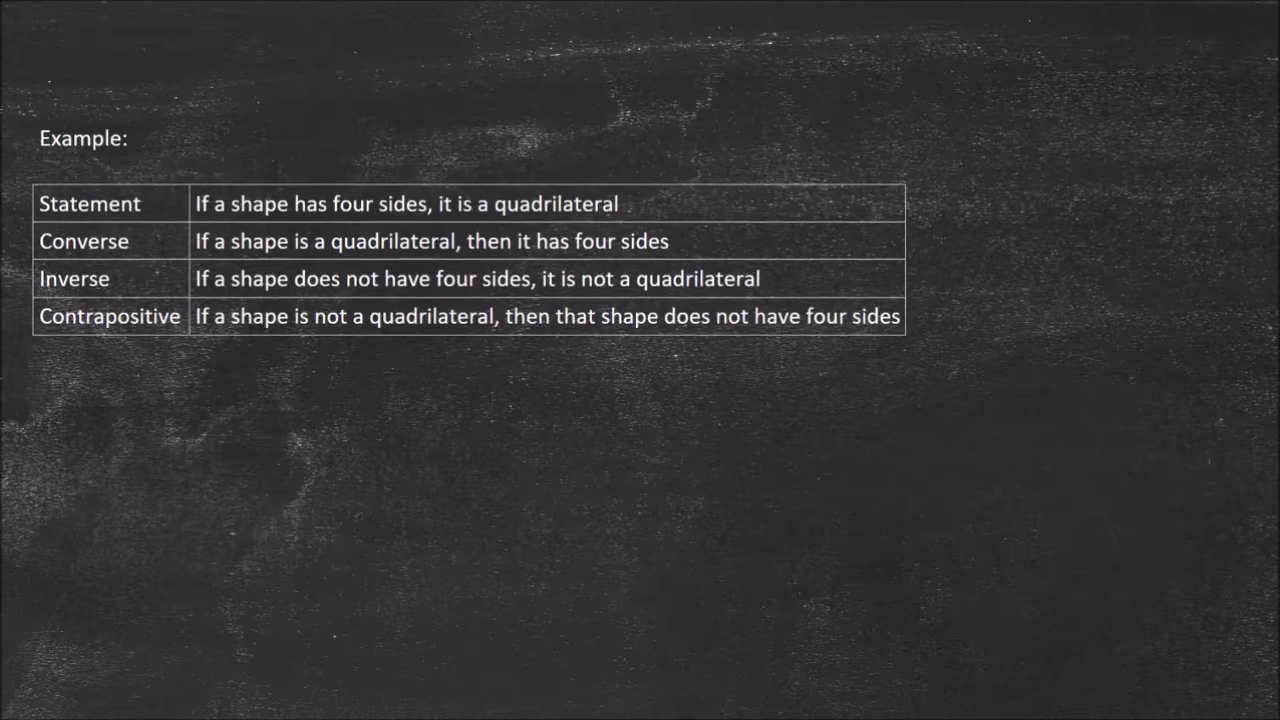 Example:
Statement If a shape has four sides, it is a quadrilateral
Converse If a shape is a quadrilateral, then it has four sides
Inverse If a shape does not have four sides, it is not a quadrilateral
Contrapositive If a shape is not a quadrilateral, then that shape does not have four sides